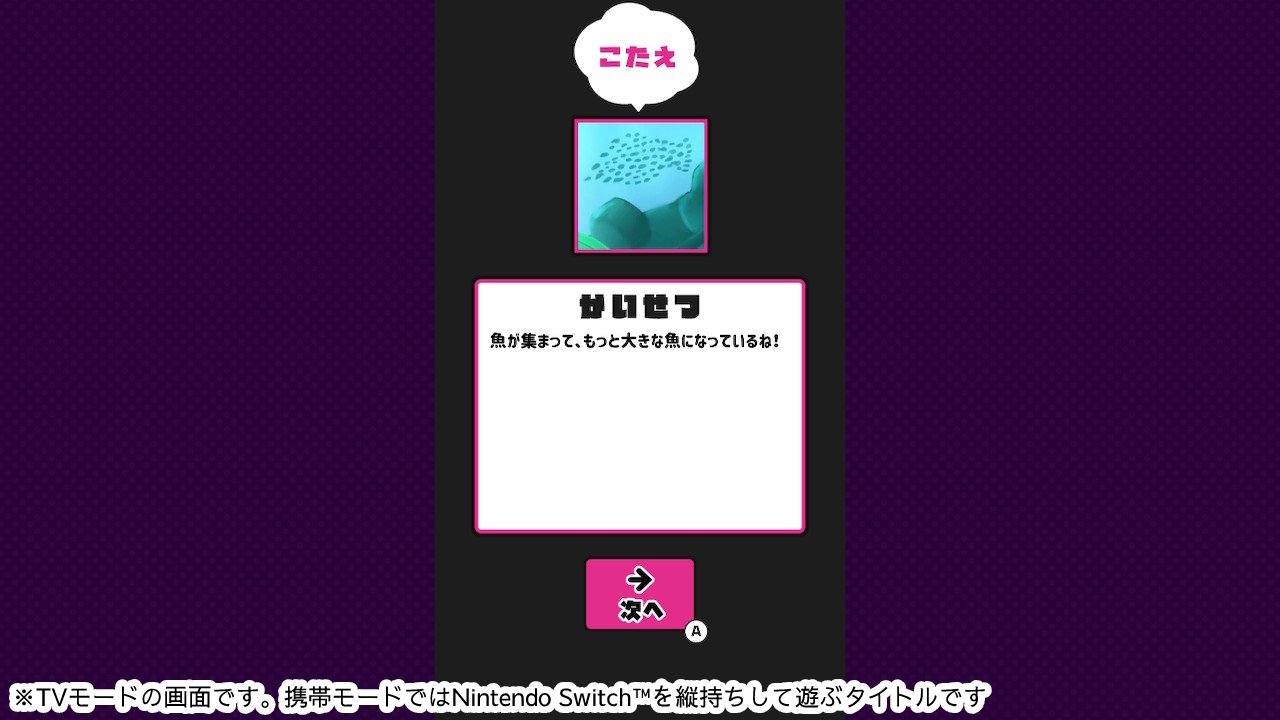 こたえ
かいせつ
魚が集まって、もっと大きな魚になっているね!
→
次へ
A
※TVモードの画面です。携帯モードではNintendo Switch™を縦持ちして遊ぶタイトルです